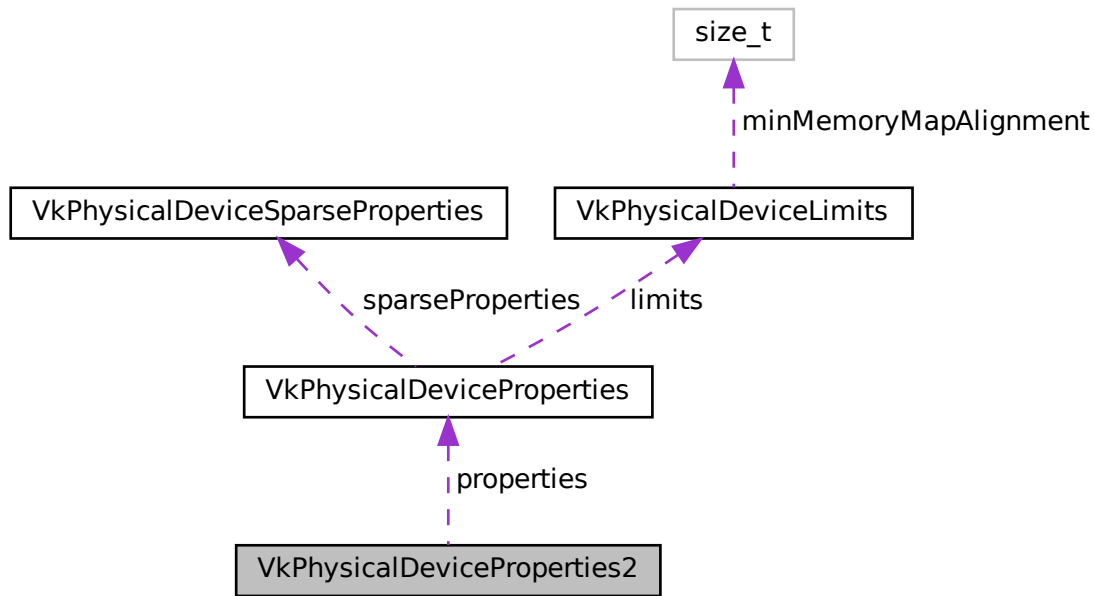 size_t
minMemoryMapAlignment
VkPhysicalDeviceSparseProperties
VkPhysicalDeviceLimits
sparseProperties
limits
VkPhysicalDeviceProperties
properties
VkPhysicalDeviceProperties2